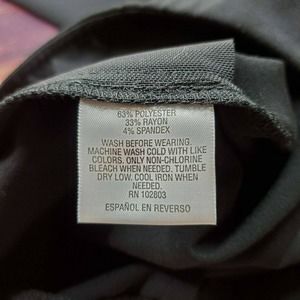 63% POLYESTER
33% RAYON
4% SPANDEX
WASH BEFORE WEARING.
MACHINE WASH COLD WITH LIKE
COLORS. ONLY NON-CHLORINE
BLEACH WHEN NEEDED. TUMBLE
DRY LOW. COOL IRON WHEN
NEEDED.
RN 102803
ESPAÑOL EN REVERSO